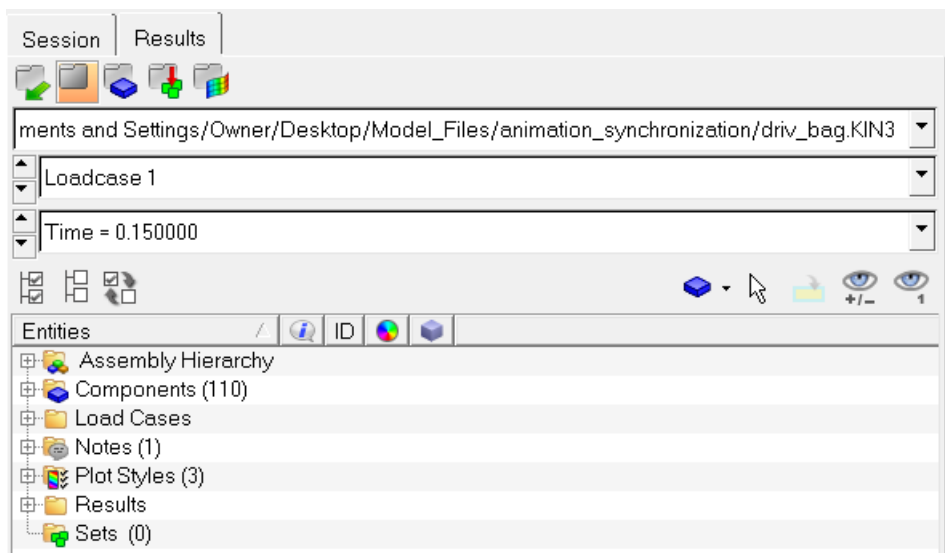 Session Results
ments and Settings/Owner/Desktop/Model_Files/animation_synchronization/driv_bag.KIN3
Loadcase 1
Time = 0.150000
+/- 1
Entities ID
Assembly Hierarchy
Components (110)
Load Cases
Notes (1)
Plot Styles (3)
Results
Sets (0)